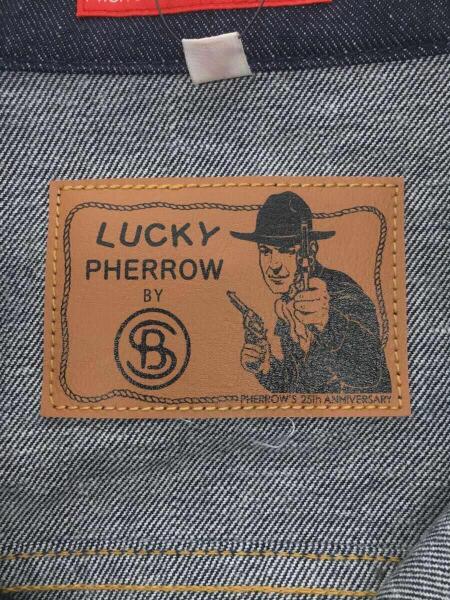 LUCKY
PHERROW
BY
SB
PHERROW'S 25th ANNIVERSARY